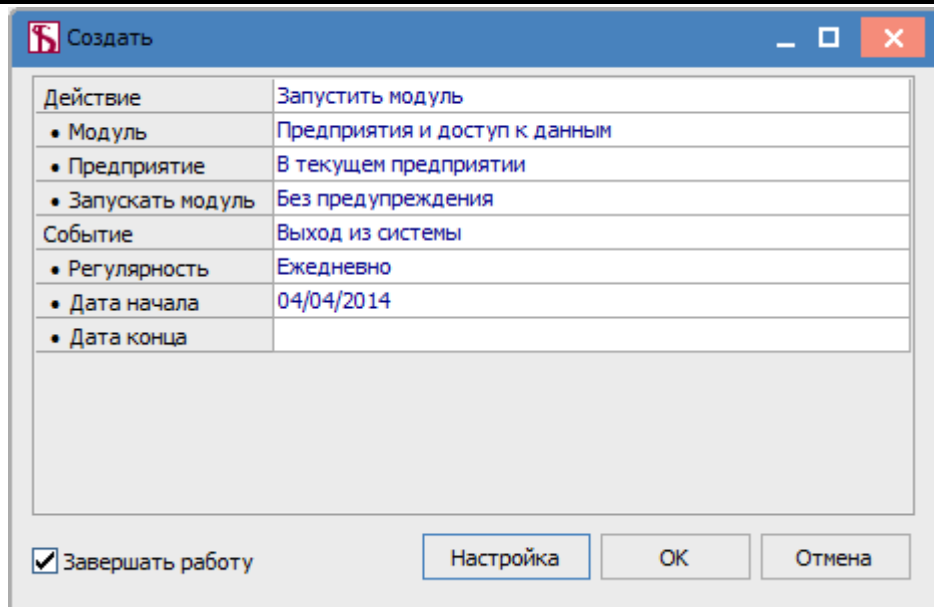 Создать
Действие Запустить модуль
• Модуль Предприятия и доступ к данным
• Предприятие В текущем предприятии
• Запускать модуль Без предупреждения
Событие Выход из системы
• Регулярность Ежедневно
• Дата начала 04/04/2014
• Дата конца
Завершать работу Настройка ОК Отмена